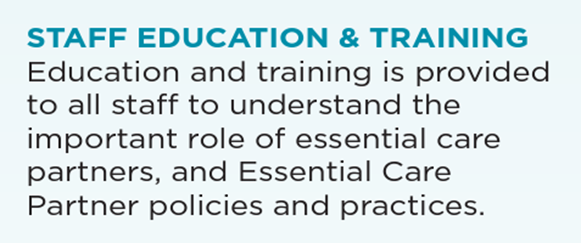 STAFF EDUCATION & TRAINING
Education and training is provided
to all staff to understand the
important role of essential care
partners, and Essential Care
Partner policies and practices.